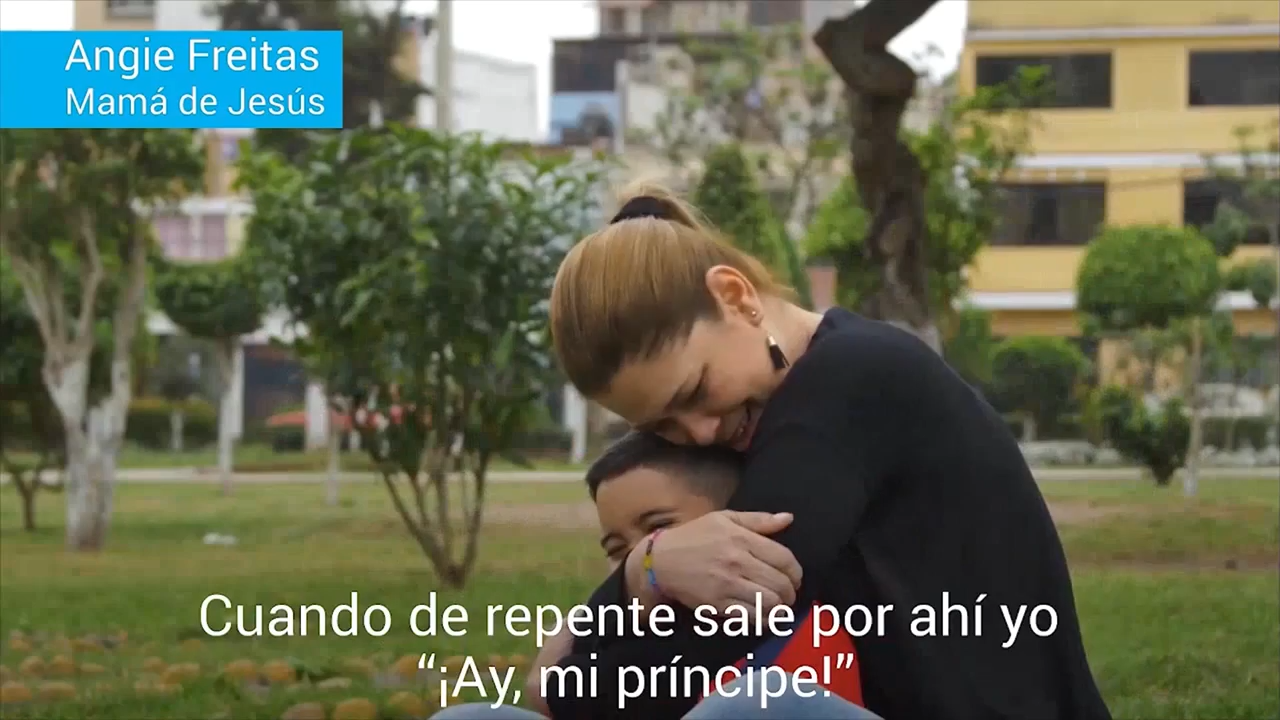 Angie Freitas
Mamá de Jesús
Cuando de repente sale por ahí yo
“¡Ay, mi príncipe!”